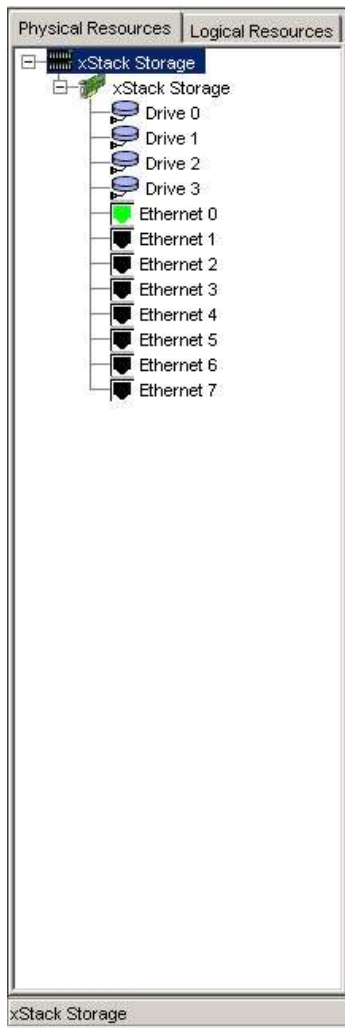 Physical Resources Logical Resources
xStack Storage
xStack Storage
Drive 0
Drive 1
Drive 2
Drive 3
Ethernet 0
Ethernet 1
Ethernet 2
Ethernet 3
Ethernet 4
Ethernet 5
Ethernet 6
Ethernet 7
xStack Storage